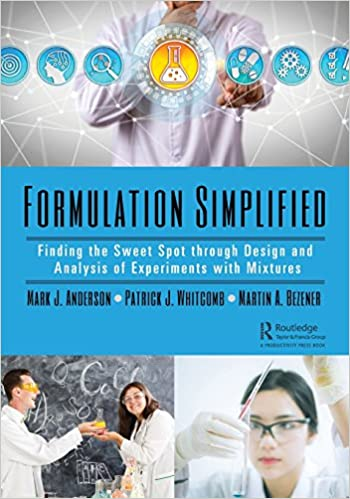 FORMULATION SIMPLIFIED
Finding the Sweet Spot through Design and
Analysis of Experiments with Mixtures
MARK J. ANDERSON • PATRICK J. WHITCOMB • MARTIN A. BEZENER
R
Routledge
Taylor & Francis Group
A PRODUCTIVITY PRESS BOOK